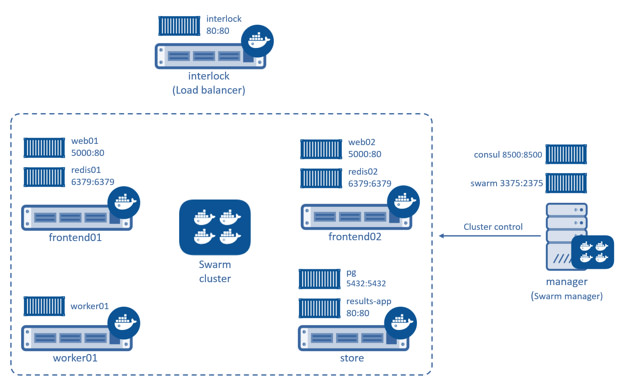 interlock
80:80
interlock
(Load balancer)
web01
5000:80
redis01
6379:6379
frontend01
web02
5000:80
redis02
6379:6379
frontend02
consul 8500:8500
swarm 3375:2375
Cluster control
manager
(Swarm manager)
Swarm
cluster
pg
5432:5432
results-app
80:80
store
worker01
worker01